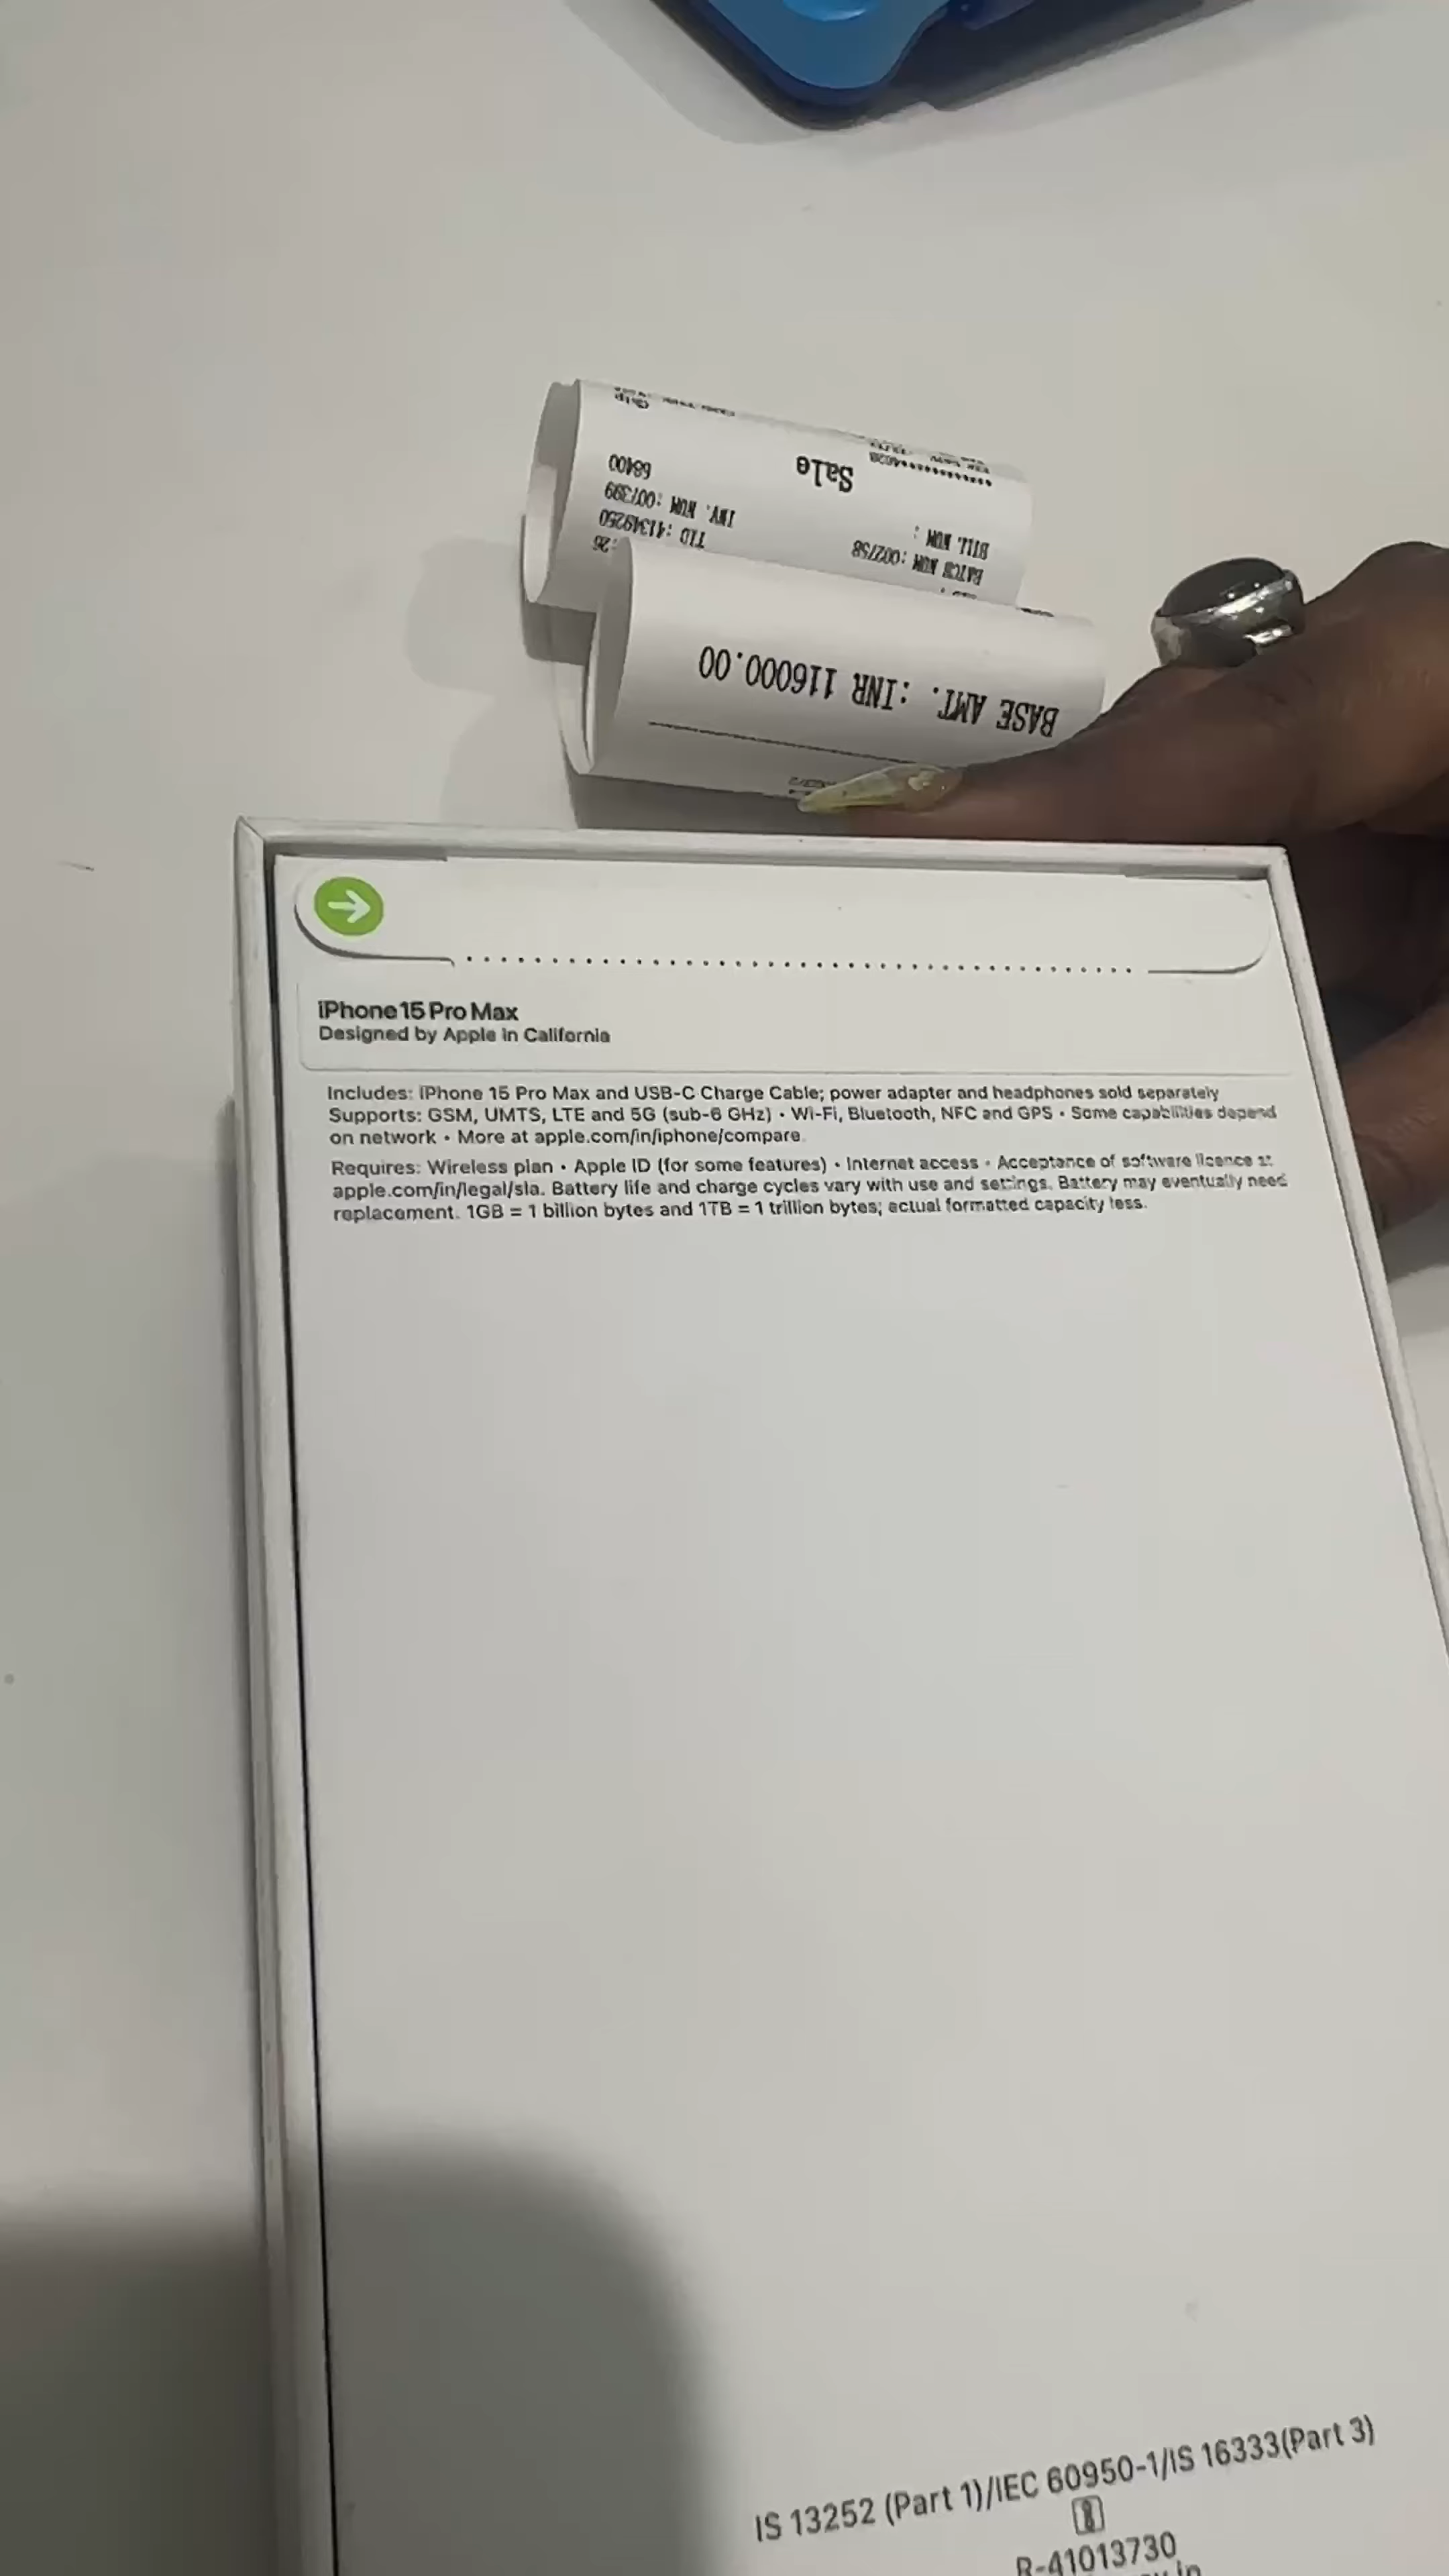 Chip
Sale
68400
INV. NUM :007399
BILL NUM :
TID :41349250
BATCH NUM :002758
BASE AMT. :INR 116000.00
iPhone 15 Pro Max
Designed by Apple in California
Includes: iPhone 15 Pro Max and USB-C Charge Cable; power adapter and headphones sold separately
Supports: GSM, UMTS, LTE and 5G (sub-6 GHz) • Wi-Fi, Bluetooth, NFC and GPS • Some capabilities depend
on network • More at apple.com/in/iphone/compare
Requires: Wireless plan • Apple ID (for some features) • Internet access • Acceptance of software licence at
apple.com/in/legal/sla. Battery life and charge cycles vary with use and settings. Battery may eventually need
replacement. 1GB = 1 billion bytes and 1TB = 1 trillion bytes; actual formatted capacity less.
IS 13252 (Part 1)/IEC 60950-1/IS 16333(Part 3)
R-41013730